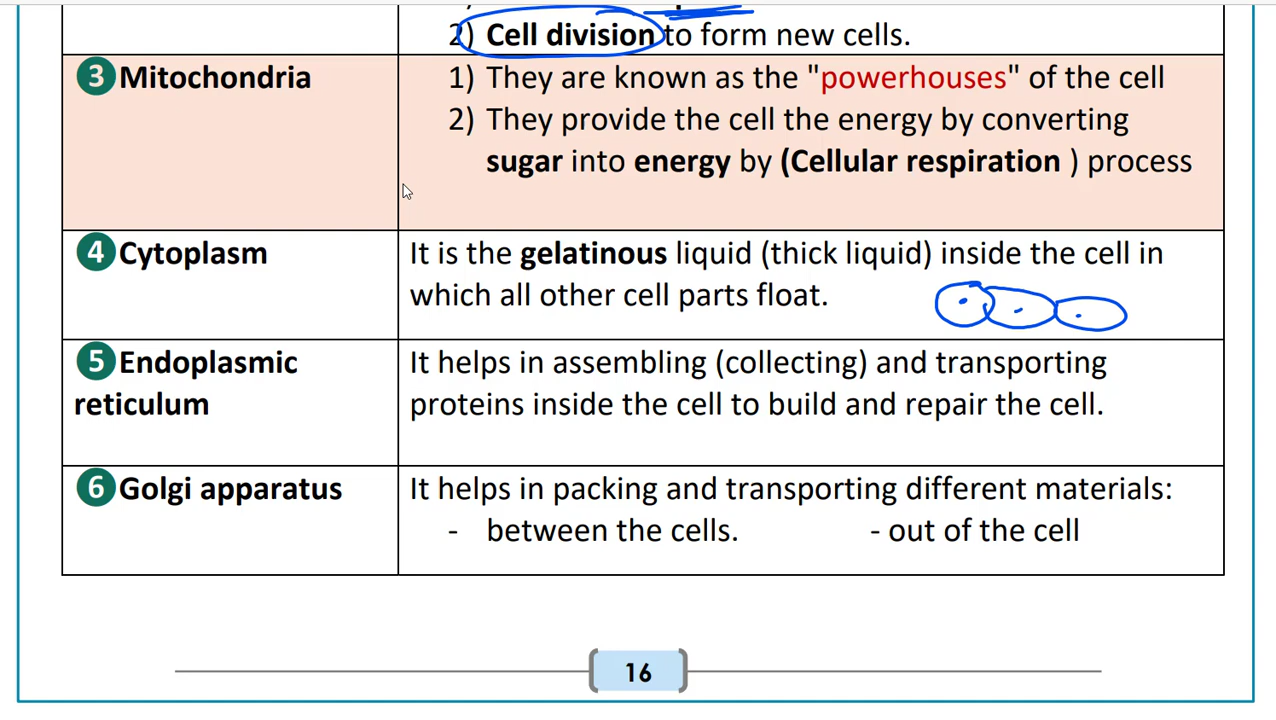 2) Cell division to form new cells.
3 Mitochondria
1) They are known as the "powerhouses" of the cell
2) They provide the cell the energy by converting
sugar into energy by (Cellular respiration ) process
4 Cytoplasm
It is the gelatinous liquid (thick liquid) inside the cell in
which all other cell parts float.
5 Endoplasmic
reticulum
It helps in assembling (collecting) and transporting
proteins inside the cell to build and repair the cell.
6 Golgi apparatus
It helps in packing and transporting different materials:
- between the cells. - out of the cell
16